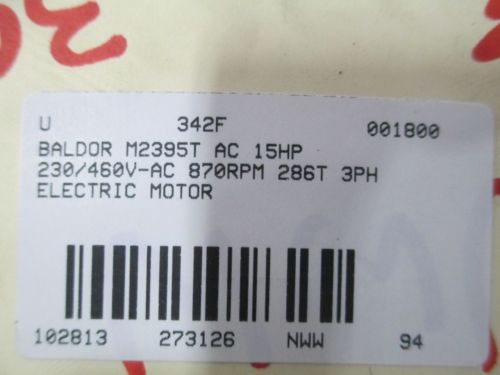 U 342F 001800
BALDOR M2395T AC 15HP
230/460V-AC 870RPM 286T 3PH
ELECTRIC MOTOR
102813 273126 NWW 94